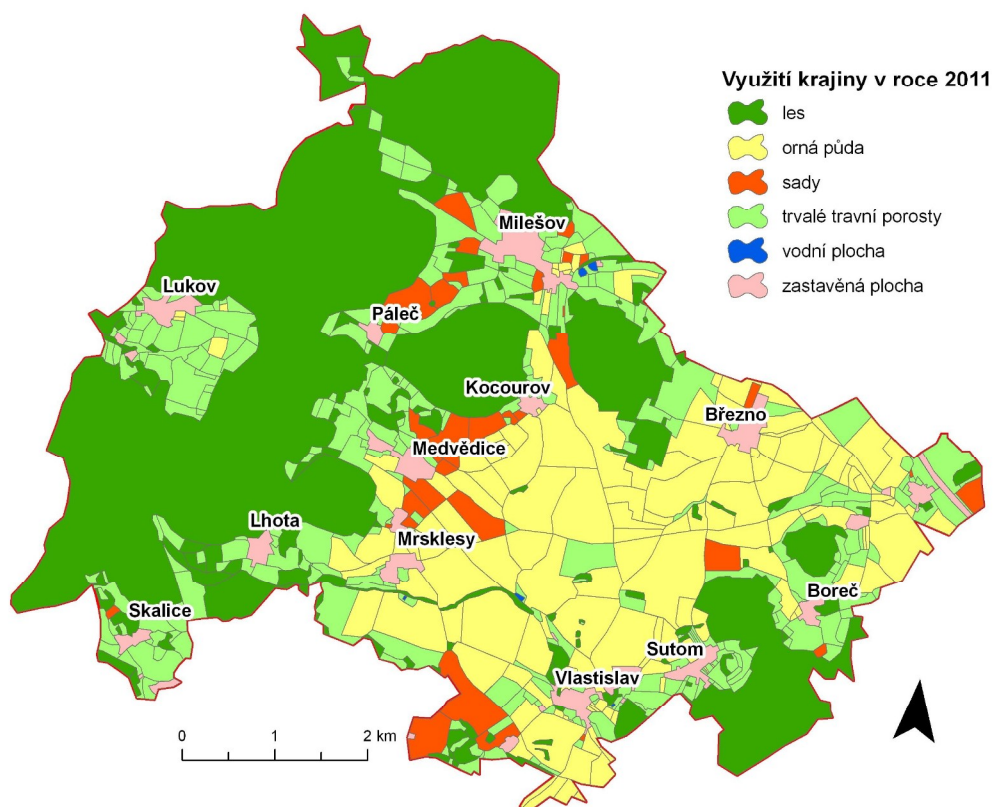 Využití krajiny v roce 2011
les
orná půda
sady
trvalé travní porosty
vodní plocha
zastavěná plocha
Milešov
Lukov
Páleč
Kocourov
Březno
Medvědice
Lhota
Mrsklesy
Skalice
Boreč
Sutom
Vlastislav
0 1 2 km